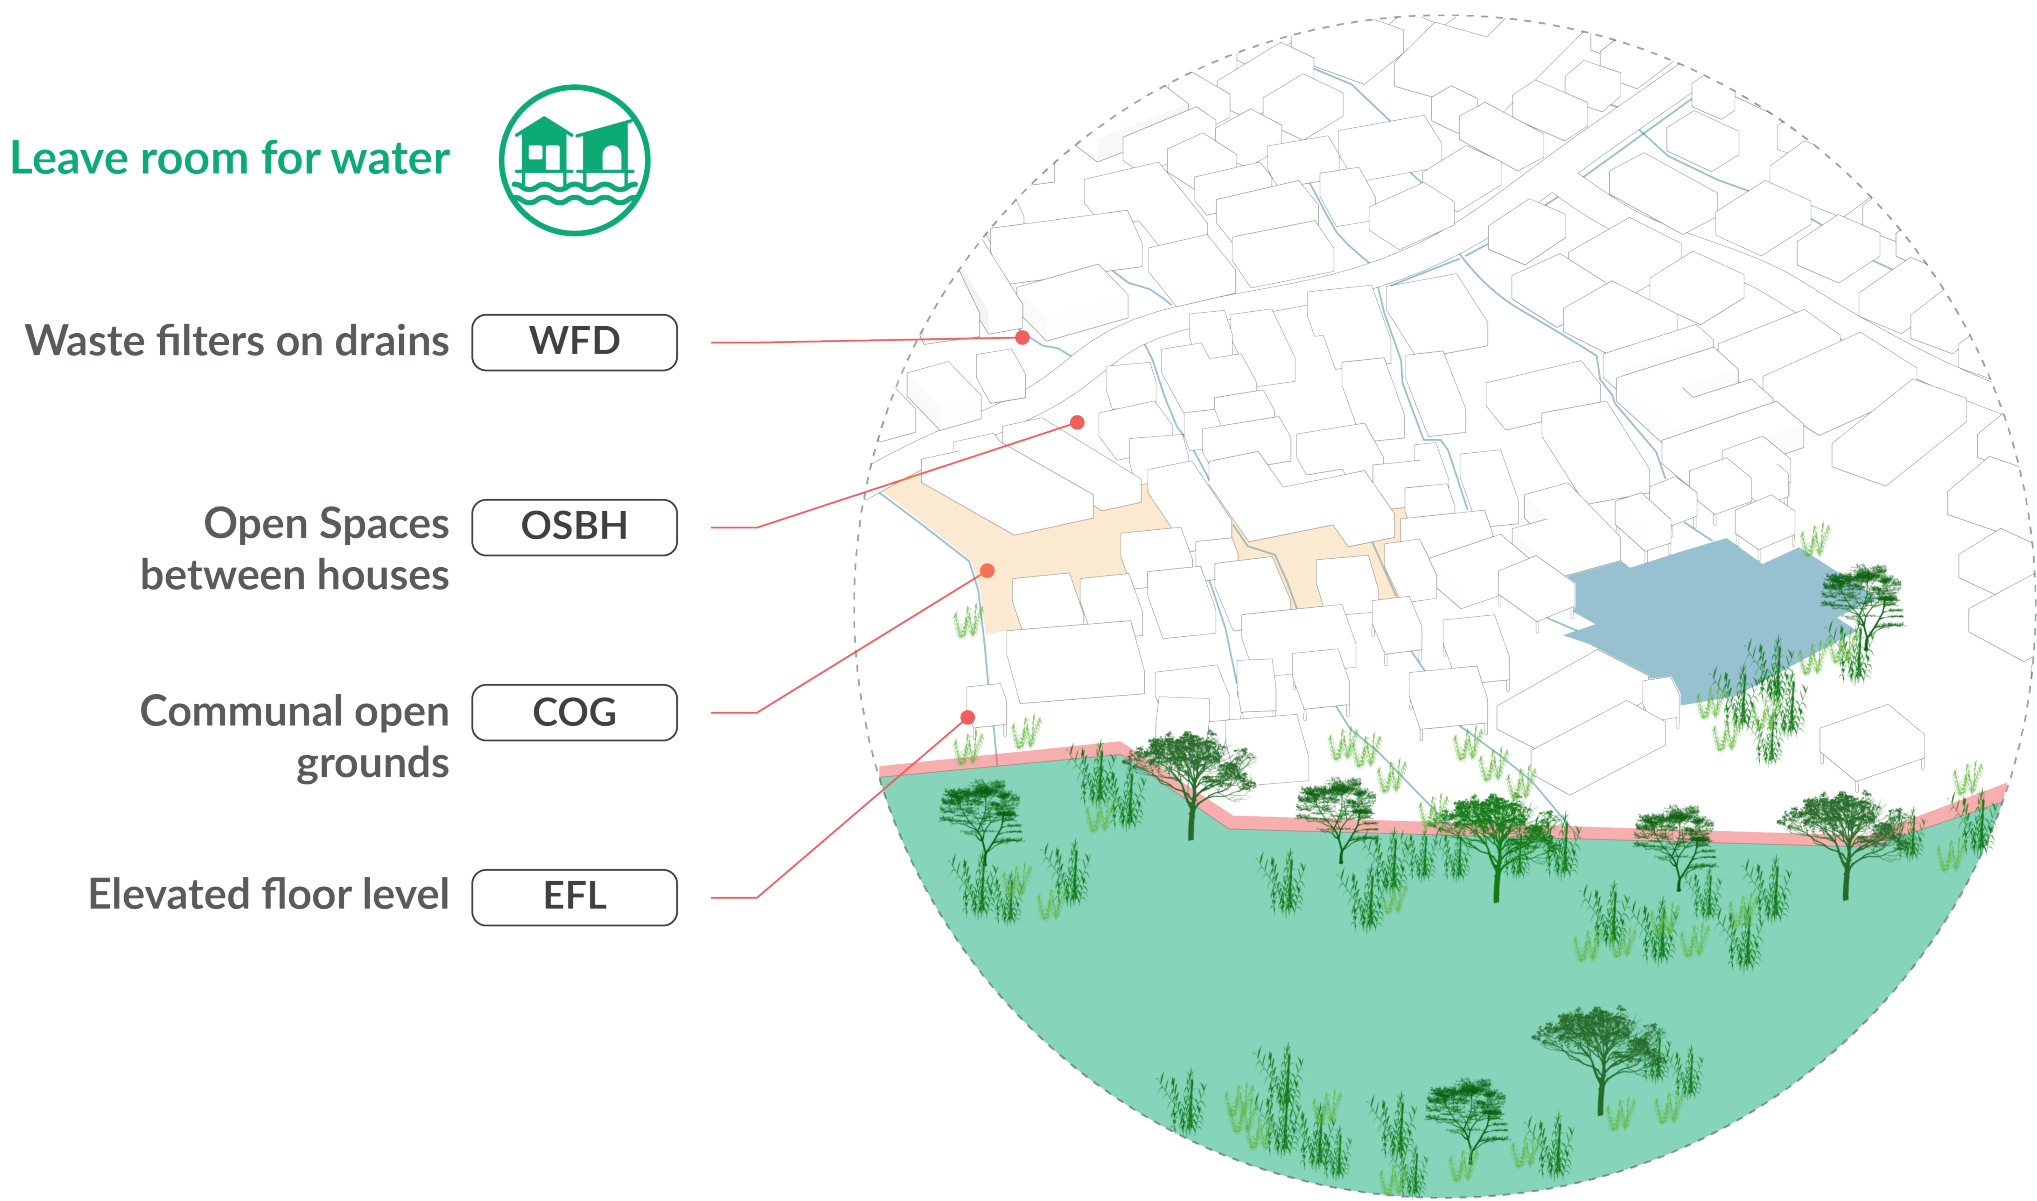 Leave room for water
Waste filters on drains
WFD
Open Spaces
between houses
OSBH
Communal open
grounds
COG
Elevated floor level
EFL